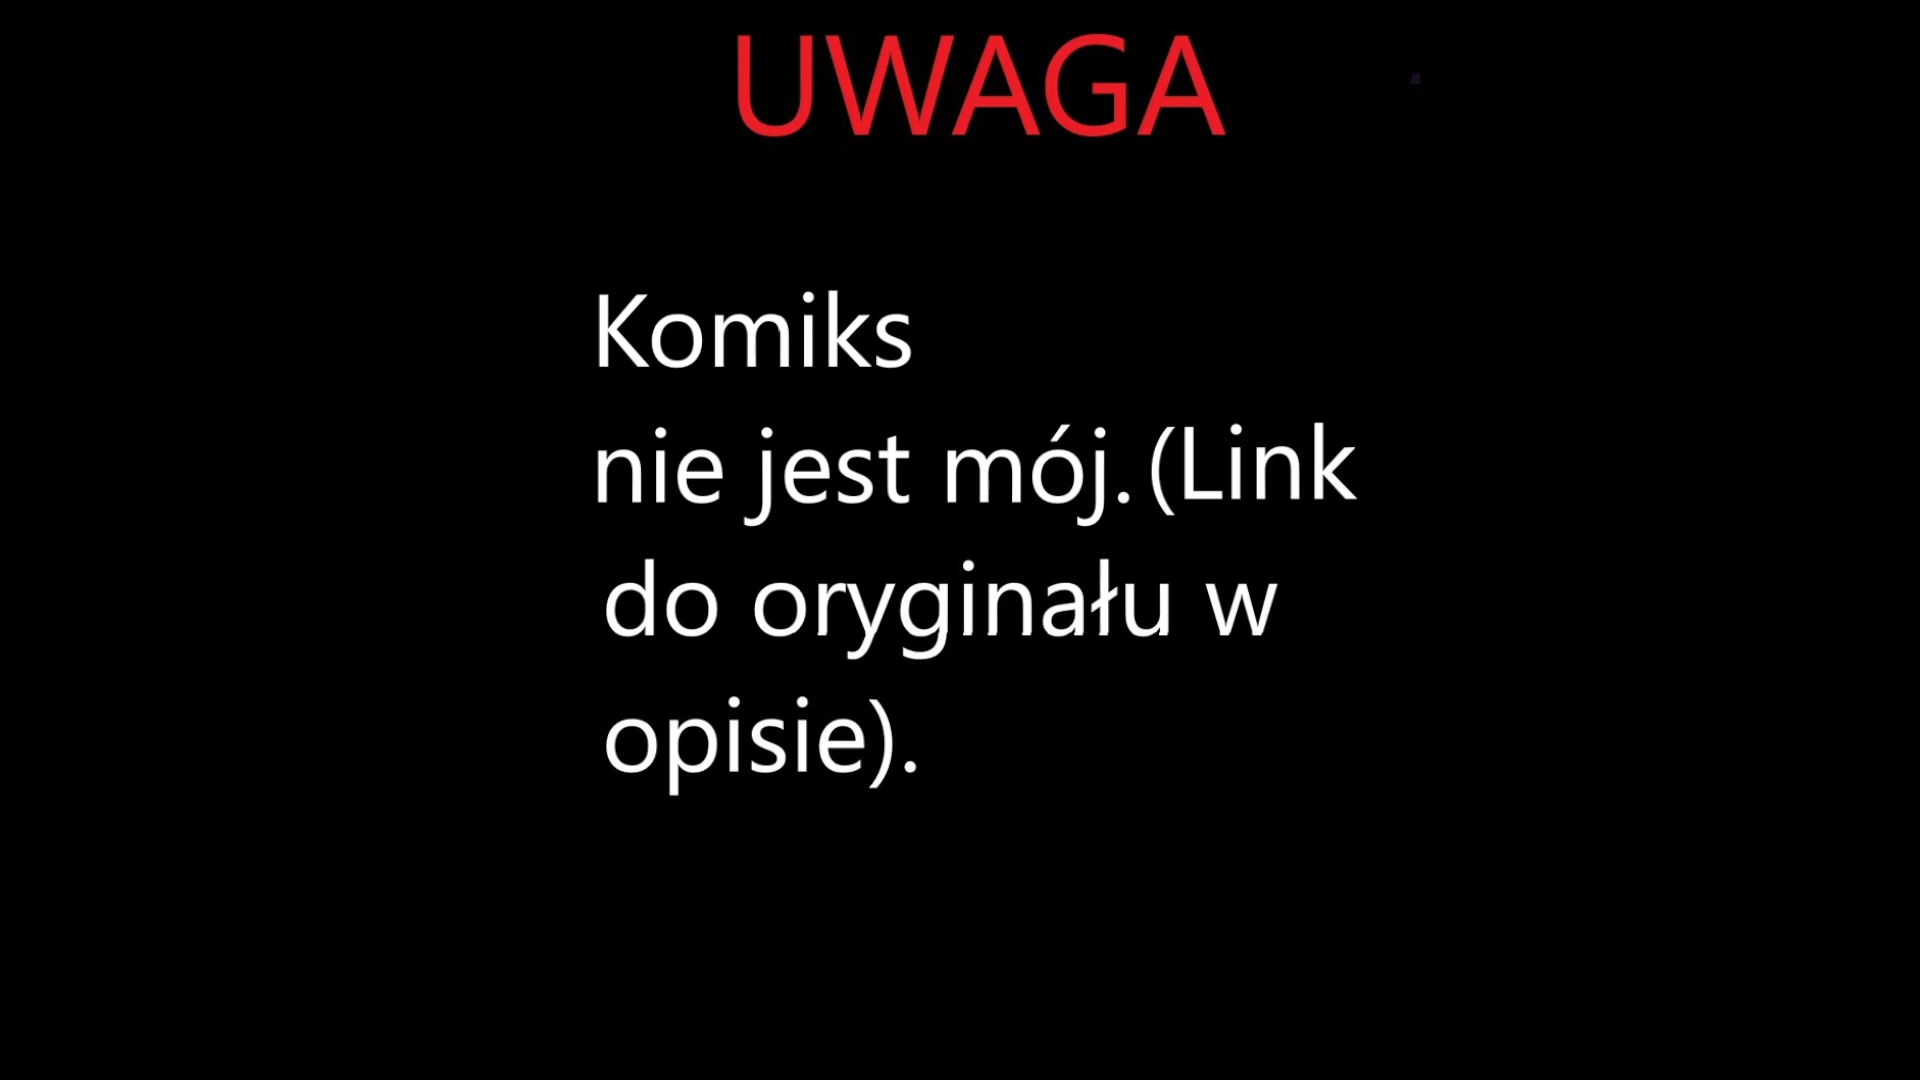 UWAGA
Komiks
nie jest mój. (Link
do oryginału w
opisie).